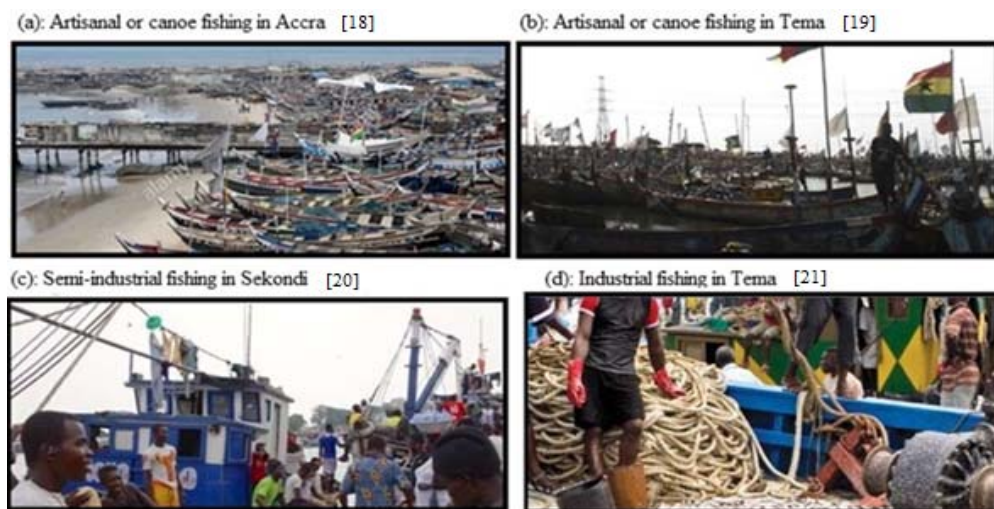 (a): Artisanal or canoe fishing in Accra [18]
(b): Artisanal or canoe fishing in Tema [19]
alamy
(c): Semi-industrial fishing in Sekondi [20]
(d): Industrial fishing in Tema [21]